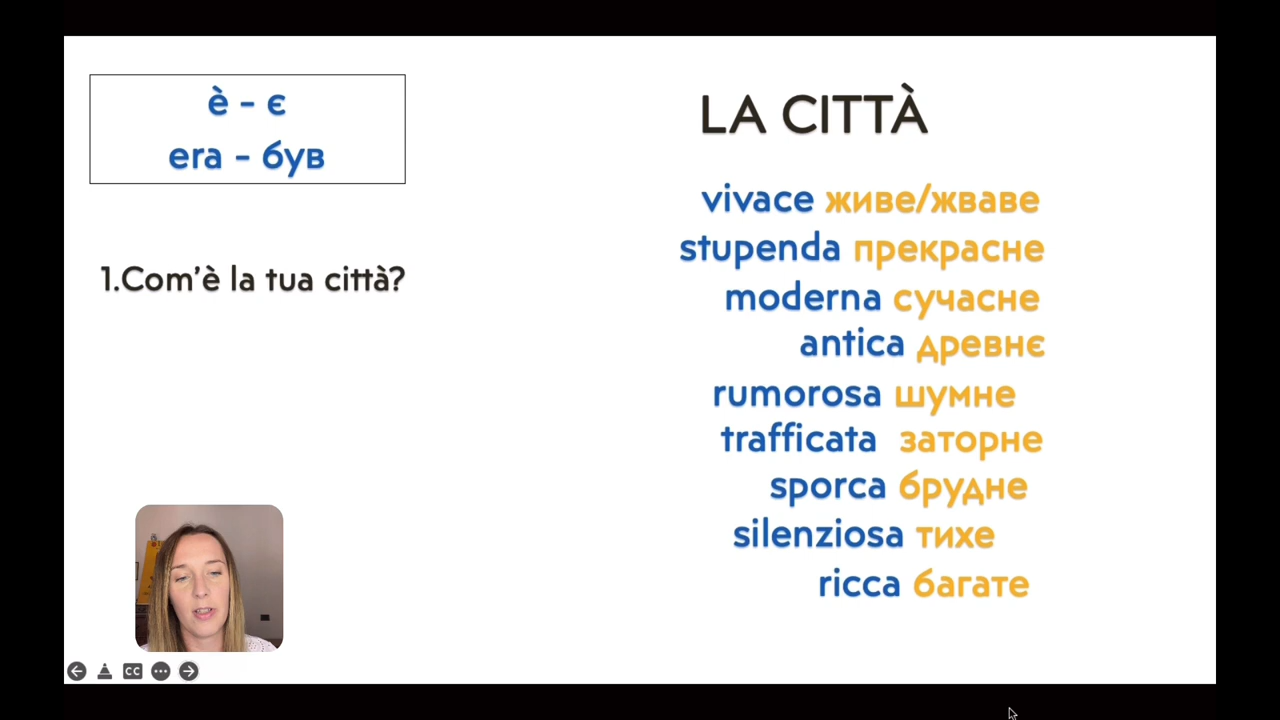 è - є
era - був
1.Com'è la tua città?
LA CITTÀ
vivace живе/жваве
stupenda прекрасне
moderna сучасне
antica древнє
rumorosa шумне
trafficata заторне
sporca брудне
silenziosa тихе
ricca багате
CC